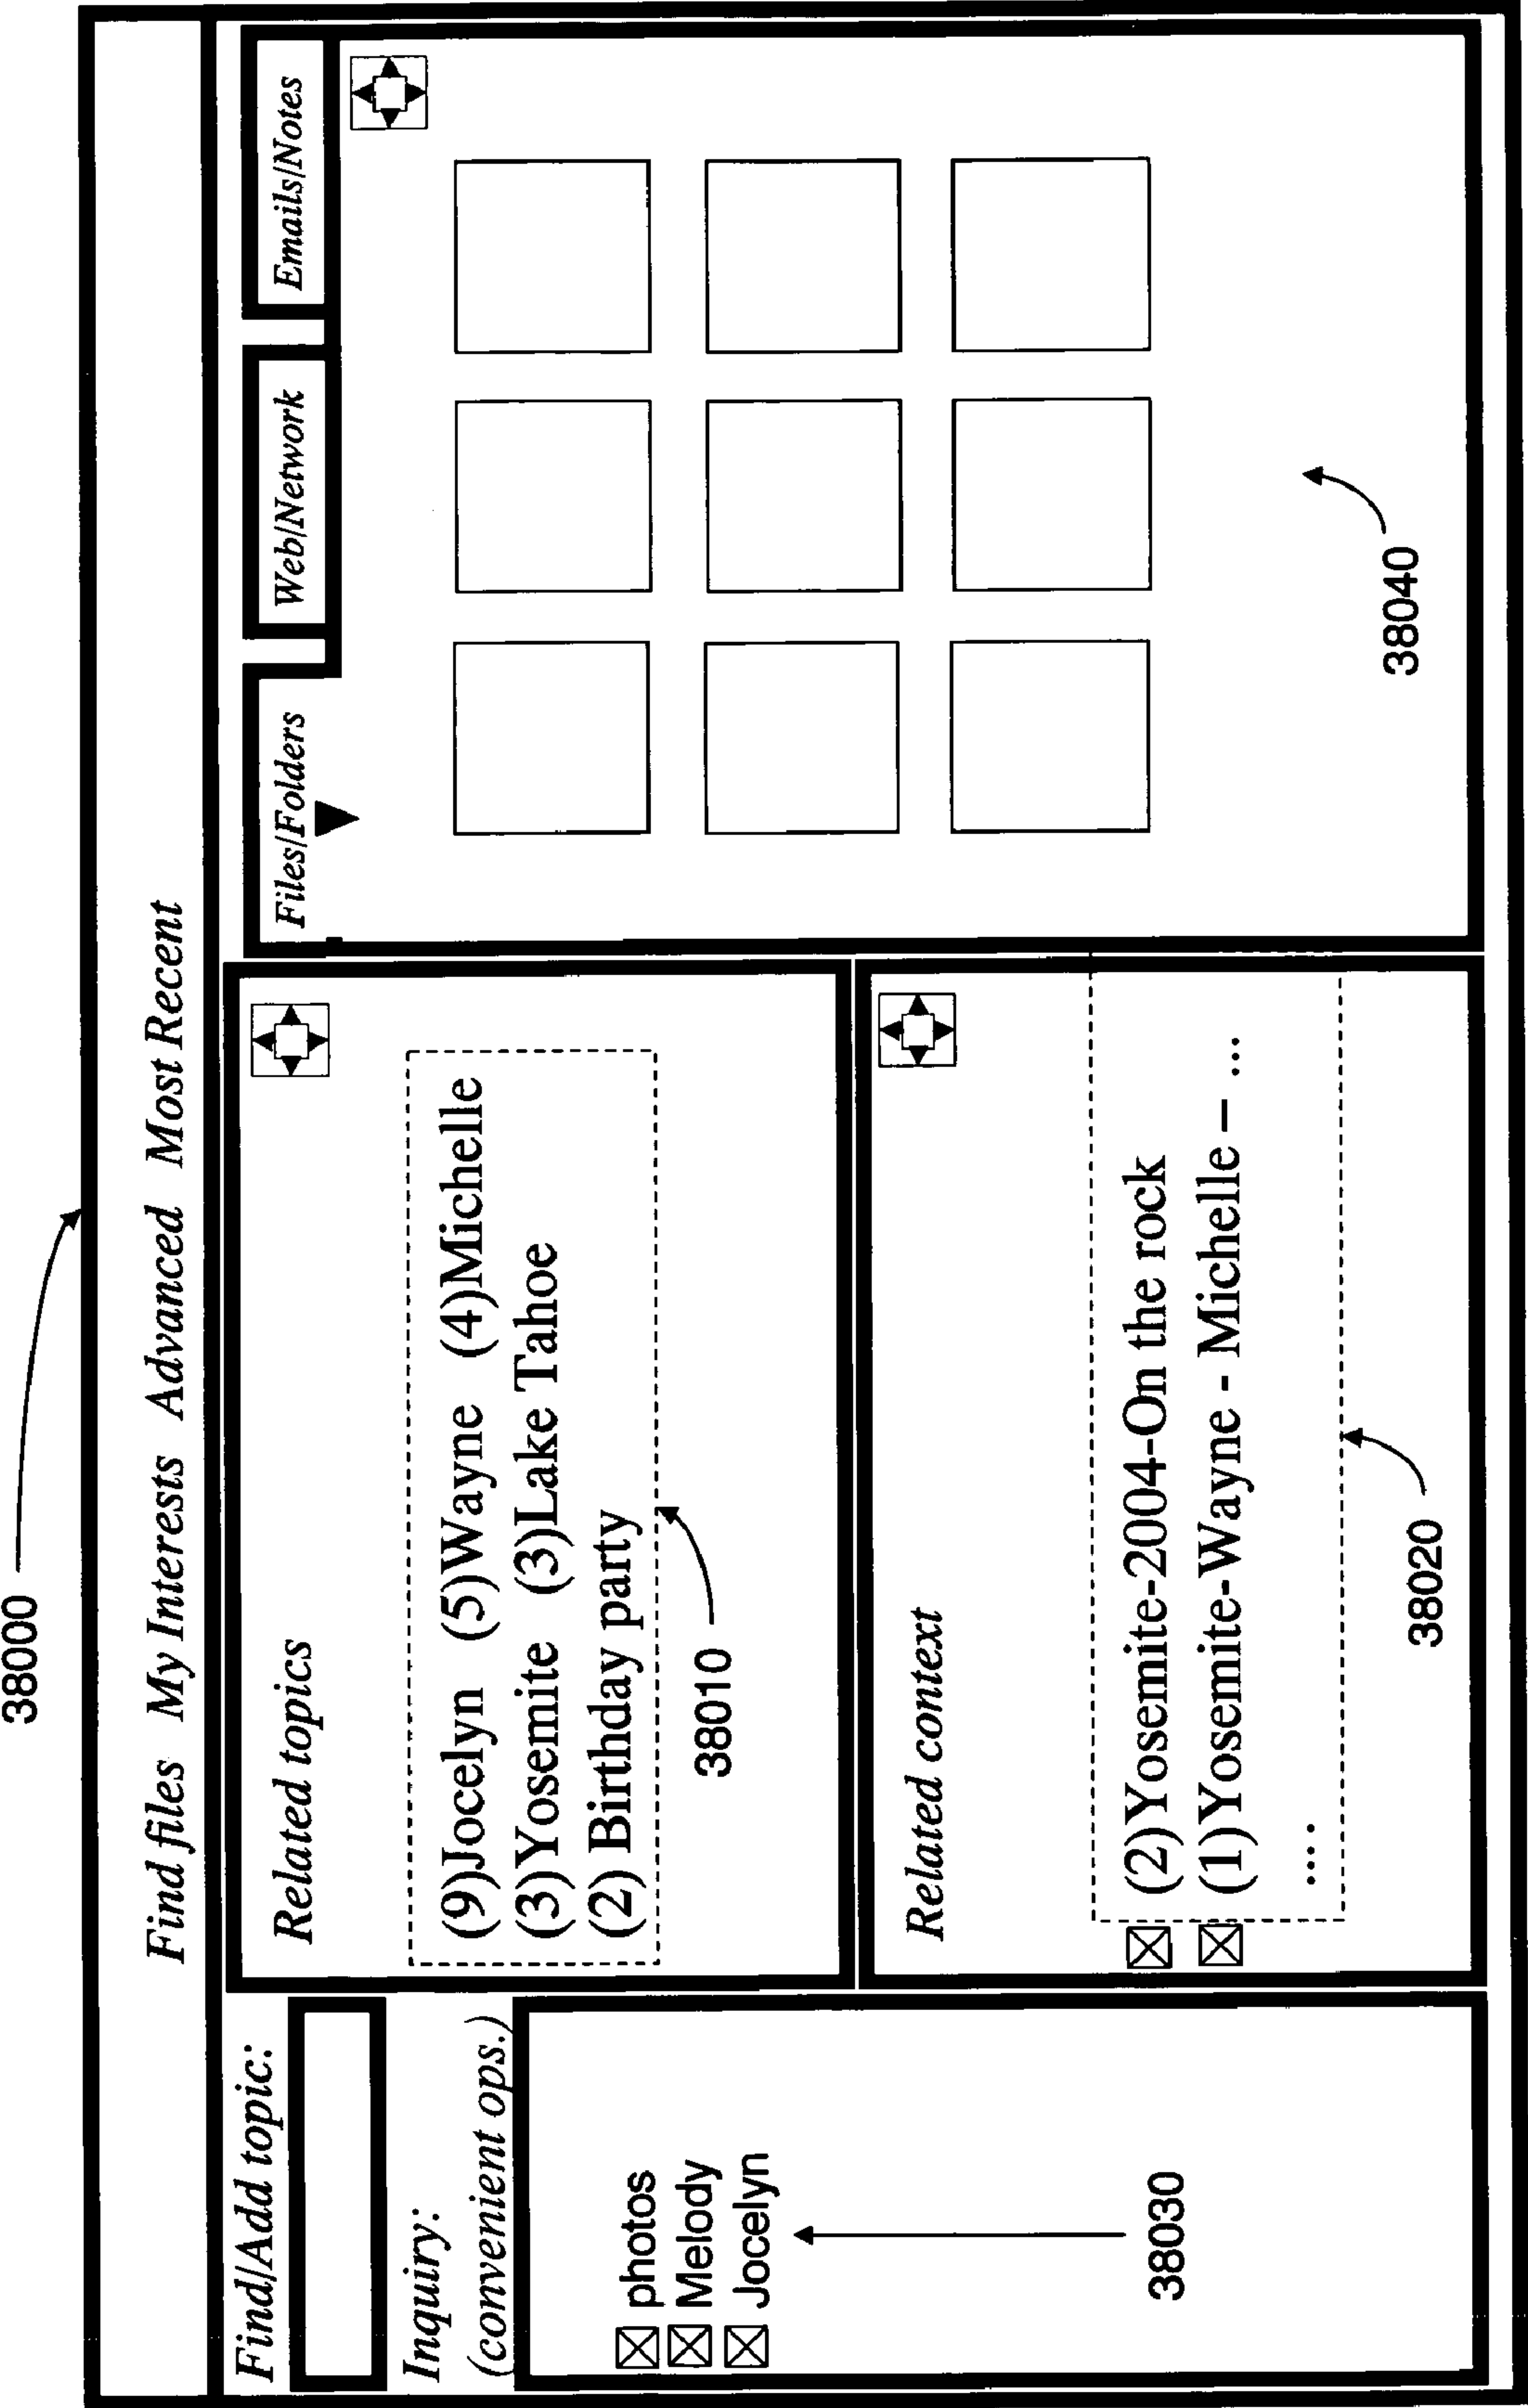 38000
Find files  My Interests  Advanced  Most Recent
Find/Add topic:
Inquiry:
(convenient ops.)
photos
Melody
Jocelyn
38030
Related topics
(9)Jocelyn  (5)Wayne  (4)Michelle
(3)Yosemite  (3)Lake Tahoe
(2) Birthday party
38010
Related context
(2)Yosemite-2004-On the rock
(1)Yosemite-Wayne - Michelle – ...
....
38020
Files/Folders
Web/Network
Emails/Notes
38040